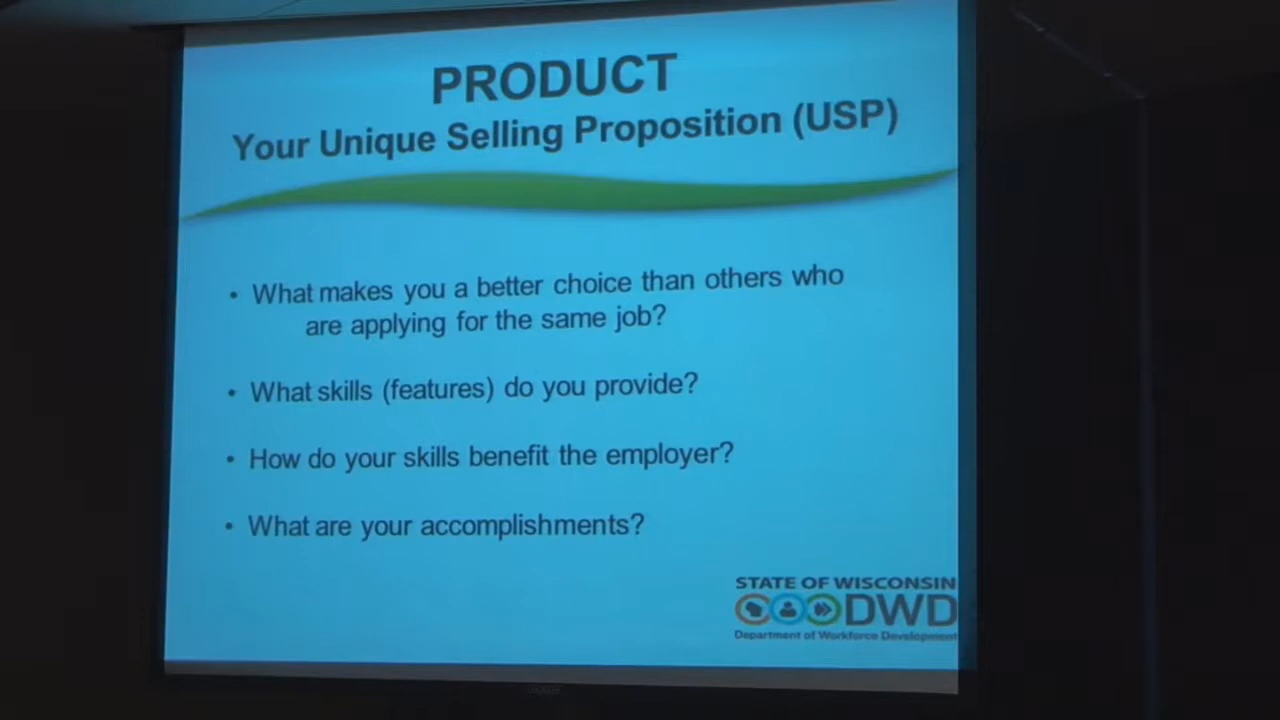 PRODUCT
Your Unique Selling Proposition (USP)
• What makes you a better choice than others who
are applying for the same job?
• What skills (features) do you provide?
• How do your skills benefit the employer?
• What are your accomplishments?
STATE OF WISCONSIN
DWD
Department of Workforce Development